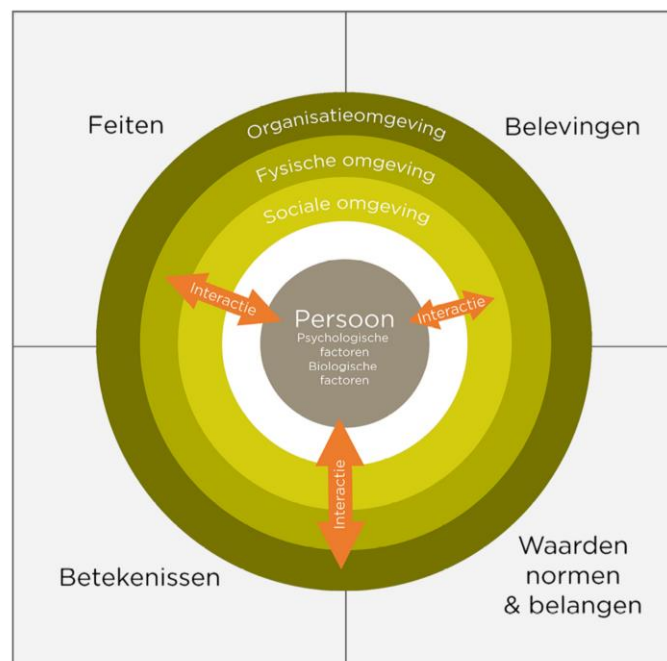 Feiten
Organisatieomgeving
Belevingen
Fysische omgeving
Sociale omgeving
Interactie
Persoon
Psychologische
factoren
Biologische
factoren
Interactie
Interactie
Betekenissen
Waarden
normen
& belangen